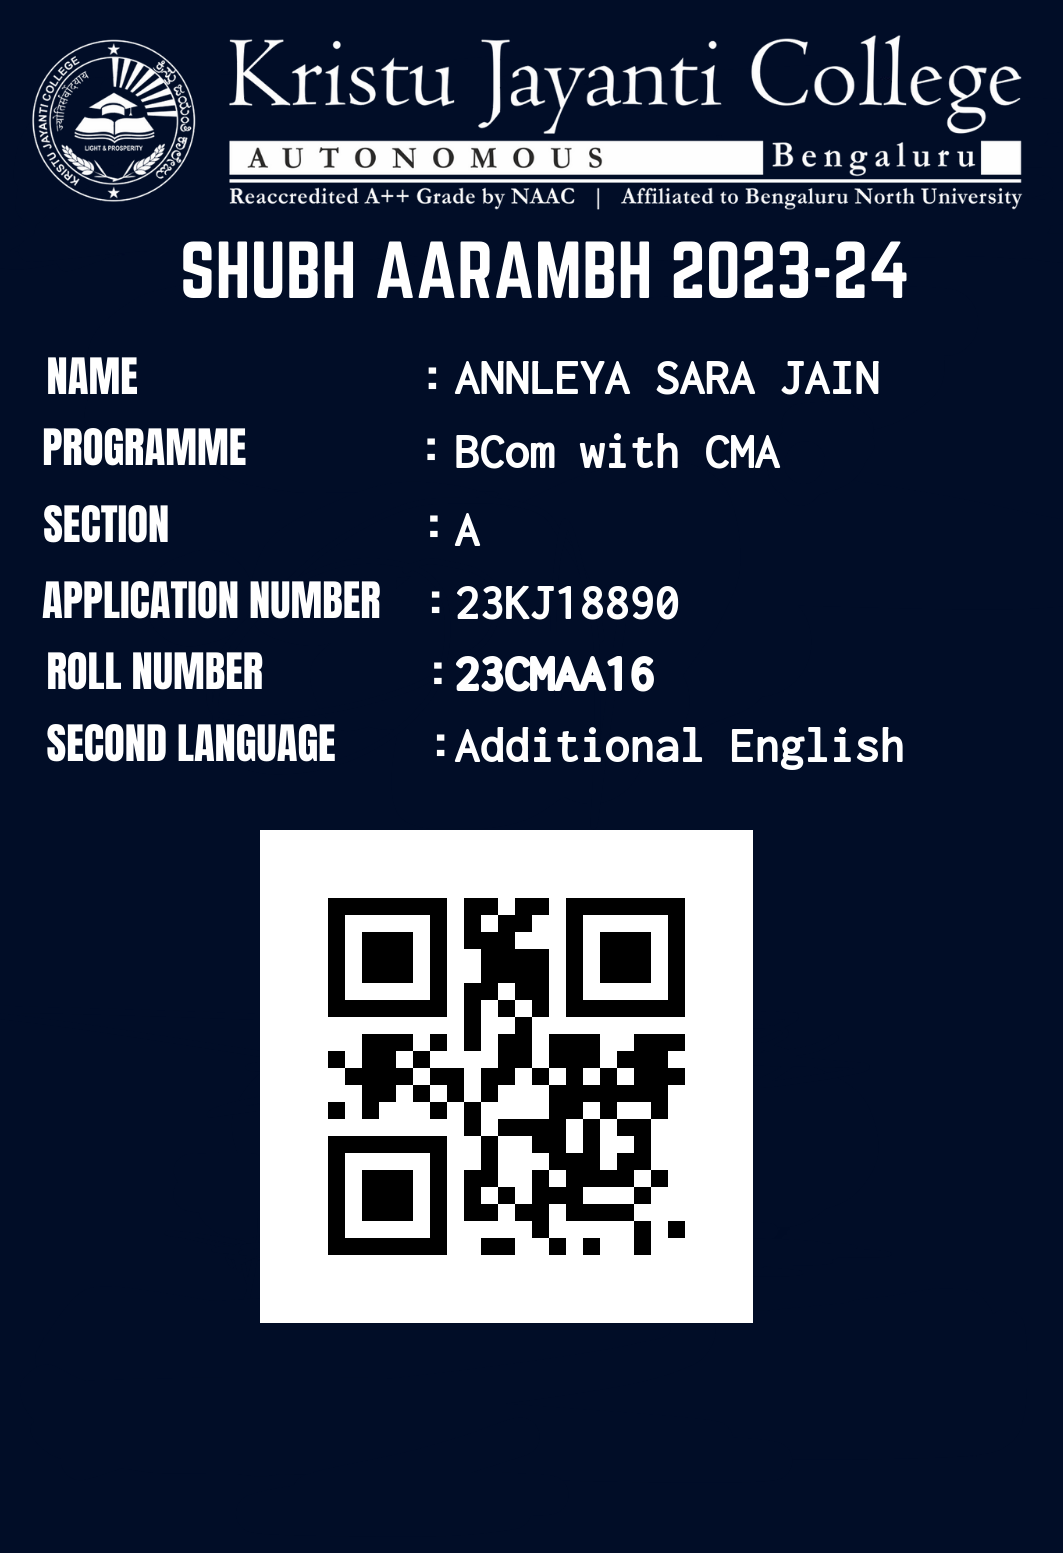 KRISTU JAYANTI COLLEGE
ಕ್ರಿಸ್ತು ಜಯಂತಿ ಕಾಲೇಜು
ज्योतिर्संवर्धिदायाय
LIGHT & PROSPERITY
Kristu Jayanti College
AUTONOMOUS Bengaluru
Reaccredited A++ Grade by NAAC | Affiliated to Bengaluru North University
SHUBH AARAMBH 2023-24
NAME : ANNLEYA SARA JAIN
PROGRAMME : BCom with CMA
SECTION : A
APPLICATION NUMBER : 23KJ18890
ROLL NUMBER : 23CMAA16
SECOND LANGUAGE : Additional English